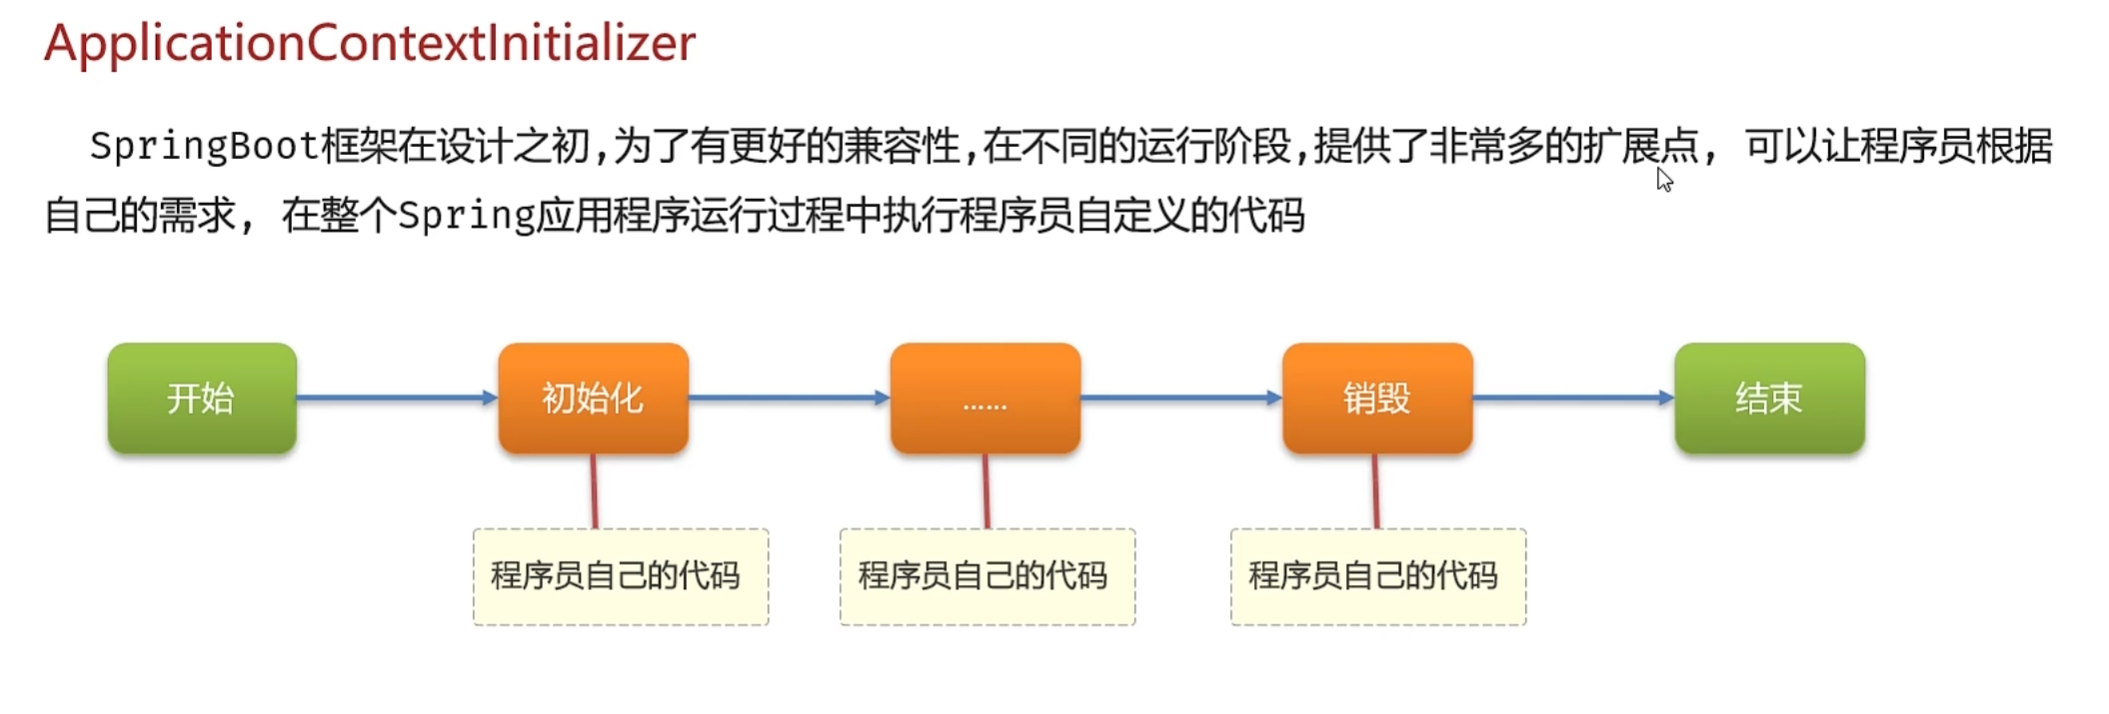 ApplicationContextInitializer
SpringBoot框架在设计之初,为了有更好的兼容性,在不同的运行阶段,提供了非常多的扩展点, 可以让程序员根据
自己的需求, 在整个Spring应用程序运行过程中执行程序员自定义的代码
开始
初始化
......
销毁
结束
程序员自己的代码
程序员自己的代码
程序员自己的代码